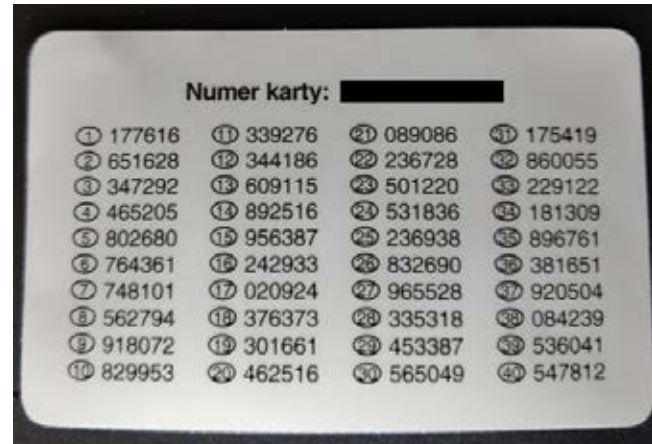 Numer karty:
① 177616 ⑪ 339276 ㉑ 089086 ㉛ 175419
② 651628 ⑫ 344186 ㉒ 236728 ㉜ 860055
③ 347292 ⑬ 609115 ㉓ 501220 ㉝ 229122
④ 465205 ⑭ 892516 ㉔ 531836 ㉞ 181309
⑤ 802680 ⑮ 956387 ㉕ 236938 ㉟ 896761
⑥ 764361 ⑯ 242933 ㉖ 832690 ㊱ 381651
⑦ 748101 ⑰ 020924 ㉗ 965528 ㊲ 920504
⑧ 562794 ⑱ 376373 ㉘ 335318 ㊳ 084239
⑨ 918072 ⑲ 301661 ㉙ 453387 ㊴ 536041
⑩ 829953 ⑳ 462516 ㉚ 565049 ㊵ 547812